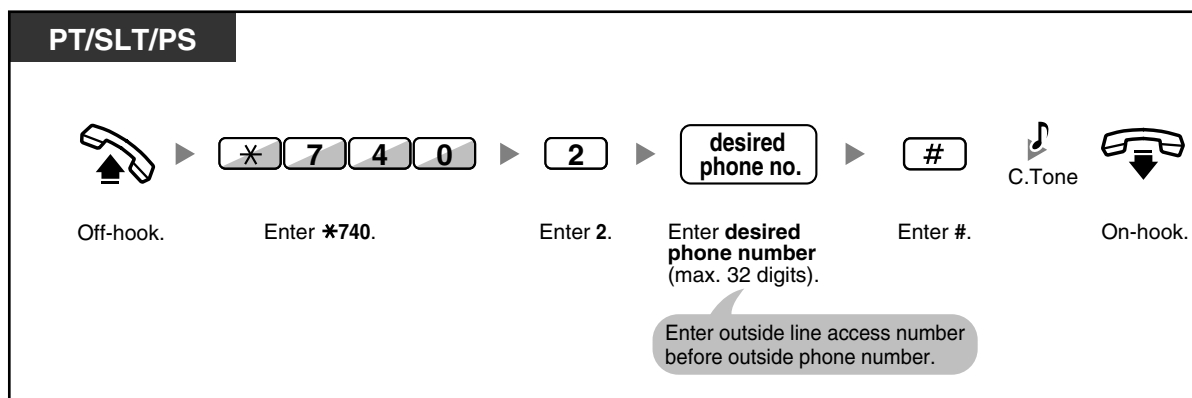 PT/SLT/PS
* 7 4 0
2
desired
phone no.
#
C.Tone
Off-hook.
Enter *740.
Enter 2.
Enter desired
phone number
(max. 32 digits).
Enter #.
On-hook.
Enter outside line access number
before outside phone number.